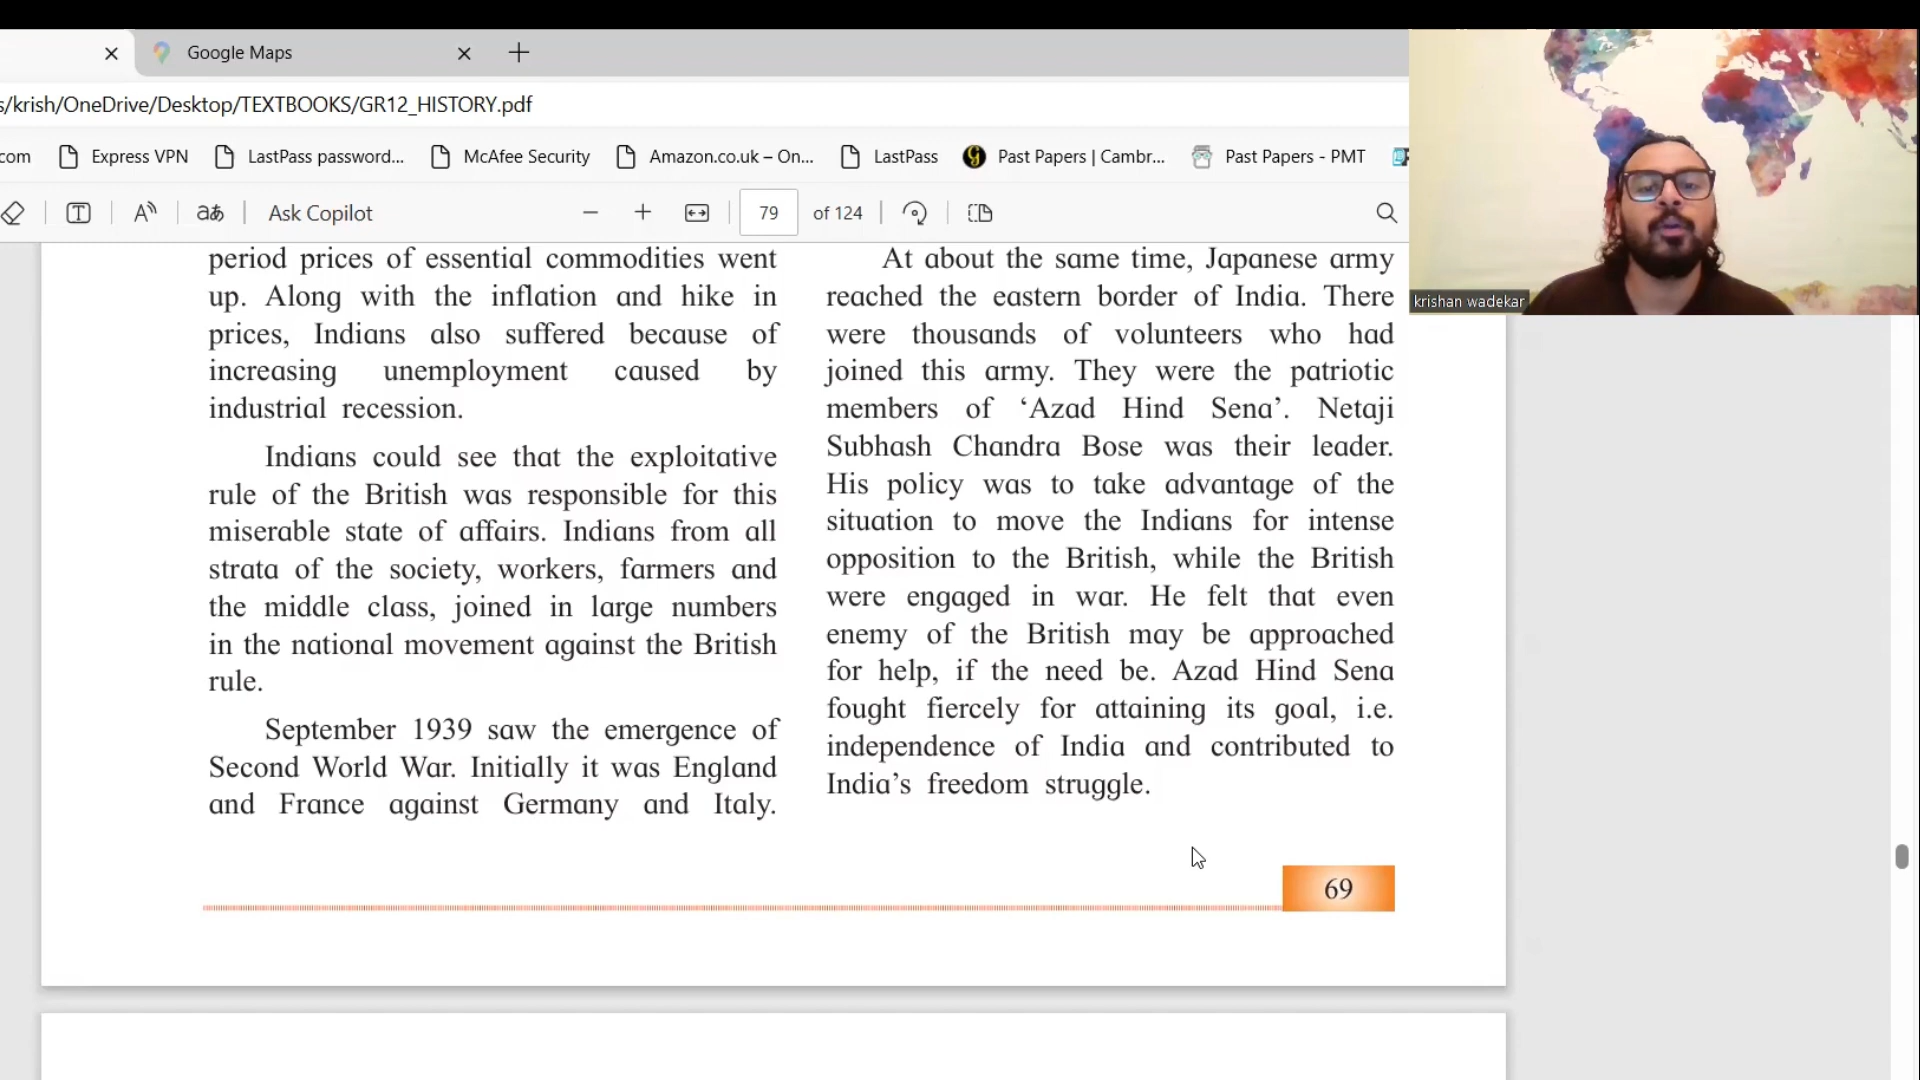 Google Maps
s/krish/OneDrive/Desktop/TEXTBOOKS/GR12_HISTORY.pdf
com Express VPN LastPass password... McAfee Security Amazon.co.uk – On... LastPass Past Papers | Cambr... Past Papers - PMT
Ask Copilot 79 of 124
krishan wadekar
period prices of essential commodities went
up. Along with the inflation and hike in
prices, Indians also suffered because of
increasing unemployment caused by
industrial recession.
Indians could see that the exploitative
rule of the British was responsible for this
miserable state of affairs. Indians from all
strata of the society, workers, farmers and
the middle class, joined in large numbers
in the national movement against the British
rule.
September 1939 saw the emergence of
Second World War. Initially it was England
and France against Germany and Italy.
At about the same time, Japanese army
reached the eastern border of India. There
were thousands of volunteers who had
joined this army. They were the patriotic
members of ‘Azad Hind Sena’. Netaji
Subhash Chandra Bose was their leader.
His policy was to take advantage of the
situation to move the Indians for intense
opposition to the British, while the British
were engaged in war. He felt that even
enemy of the British may be approached
for help, if the need be. Azad Hind Sena
fought fiercely for attaining its goal, i.e.
independence of India and contributed to
India’s freedom struggle.
69